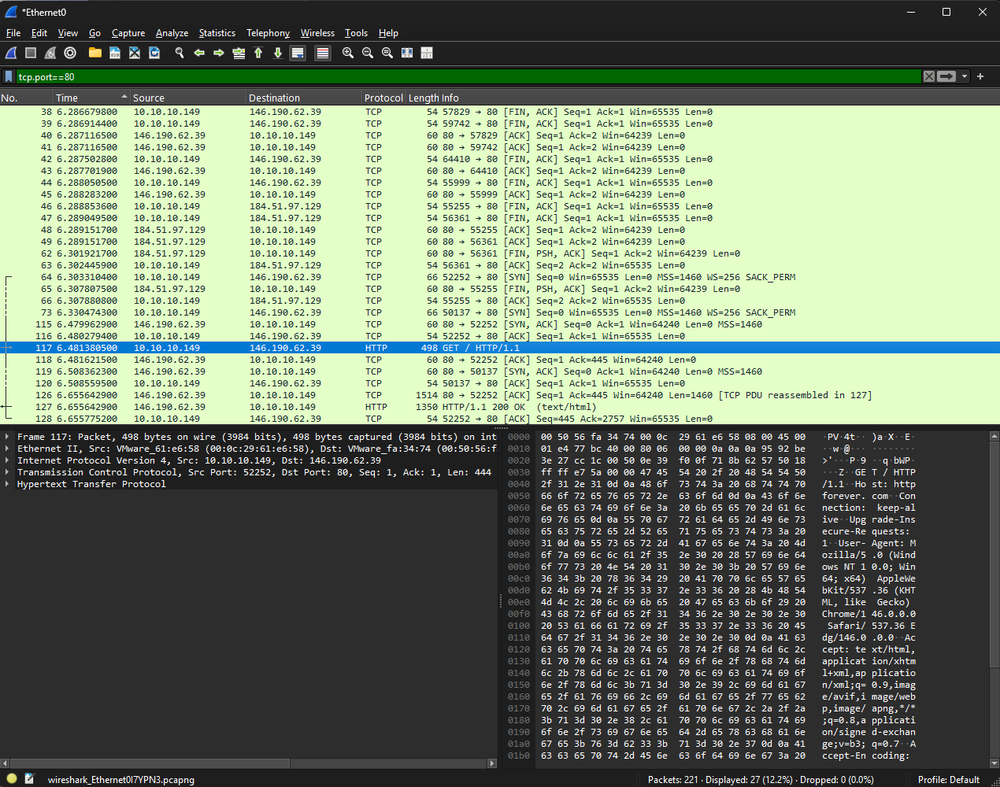 *Ethernet0
File Edit View Go Capture Analyze Statistics Telephony Wireless Tools Help
tcp.port==80
No. Time Source Destination Protocol Length Info
38 6.286679800 10.10.10.149 146.190.62.39 TCP 54 57829 → 80 [FIN, ACK] Seq=1 Ack=1 Win=65535 Len=0
39 6.286914400 10.10.10.149 146.190.62.39 TCP 54 59742 → 80 [FIN, ACK] Seq=1 Ack=1 Win=65535 Len=0
40 6.287116500 146.190.62.39 10.10.10.149 TCP 60 80 → 57829 [ACK] Seq=1 Ack=2 Win=64239 Len=0
41 6.287116500 146.190.62.39 10.10.10.149 TCP 60 80 → 59742 [ACK] Seq=1 Ack=2 Win=64239 Len=0
42 6.287502800 10.10.10.149 146.190.62.39 TCP 54 64410 → 80 [FIN, ACK] Seq=1 Ack=1 Win=65535 Len=0
43 6.287701900 146.190.62.39 10.10.10.149 TCP 60 80 → 64410 [ACK] Seq=1 Ack=2 Win=64239 Len=0
44 6.288050500 10.10.10.149 146.190.62.39 TCP 54 55999 → 80 [FIN, ACK] Seq=1 Ack=1 Win=65535 Len=0
45 6.288283200 146.190.62.39 10.10.10.149 TCP 60 80 → 55999 [ACK] Seq=1 Ack=2 Win=64239 Len=0
46 6.288853600 10.10.10.149 184.51.97.129 TCP 54 55255 → 80 [FIN, ACK] Seq=1 Ack=1 Win=65535 Len=0
47 6.289049500 10.10.10.149 184.51.97.129 TCP 54 56361 → 80 [FIN, ACK] Seq=1 Ack=1 Win=65535 Len=0
48 6.289151700 184.51.97.129 10.10.10.149 TCP 60 80 → 55255 [ACK] Seq=1 Ack=2 Win=64239 Len=0
49 6.289151700 184.51.97.129 10.10.10.149 TCP 60 80 → 56361 [ACK] Seq=1 Ack=2 Win=64239 Len=0
62 6.301921700 184.51.97.129 10.10.10.149 TCP 60 80 → 56361 [FIN, PSH, ACK] Seq=1 Ack=2 Win=64239 Len=0
63 6.302445900 10.10.10.149 184.51.97.129 TCP 54 56361 → 80 [ACK] Seq=2 Ack=2 Win=65535 Len=0
64 6.303310400 10.10.10.149 146.190.62.39 TCP 66 52252 → 80 [SYN] Seq=0 Win=65535 Len=0 MSS=1460 WS=256 SACK_PERM
65 6.307807500 184.51.97.129 10.10.10.149 TCP 60 80 → 55255 [FIN, PSH, ACK] Seq=1 Ack=2 Win=64239 Len=0
66 6.307880800 10.10.10.149 184.51.97.129 TCP 54 55255 → 80 [ACK] Seq=2 Ack=2 Win=65535 Len=0
73 6.330474300 10.10.10.149 146.190.62.39 TCP 66 50137 → 80 [SYN] Seq=0 Win=65535 Len=0 MSS=1460 WS=256 SACK_PERM
115 6.479962900 146.190.62.39 10.10.10.149 TCP 60 80 → 52252 [SYN, ACK] Seq=0 Ack=1 Win=64240 Len=0 MSS=1460
116 6.480279400 10.10.10.149 146.190.62.39 TCP 54 52252 → 80 [ACK] Seq=1 Ack=1 Win=65535 Len=0
117 6.481380500 10.10.10.149 146.190.62.39 HTTP 498 GET / HTTP/1.1
118 6.481621500 146.190.62.39 10.10.10.149 TCP 60 80 → 52252 [ACK] Seq=1 Ack=445 Win=64240 Len=0
119 6.508362300 146.190.62.39 10.10.10.149 TCP 60 80 → 50137 [SYN, ACK] Seq=0 Ack=1 Win=64240 Len=0 MSS=1460
120 6.508559500 10.10.10.149 146.190.62.39 TCP 54 50137 → 80 [ACK] Seq=1 Ack=1 Win=65535 Len=0
126 6.655642900 146.190.62.39 10.10.10.149 TCP 1514 80 → 52252 [ACK] Seq=1 Ack=445 Win=64240 Len=1460 [TCP PDU reassembled in 127]
127 6.655642900 146.190.62.39 10.10.10.149 HTTP 1350 HTTP/1.1 200 OK (text/html)
128 6.655775200 10.10.10.149 146.190.62.39 TCP 54 52252 → 80 [ACK] Seq=445 Ack=2757 Win=65535 Len=0
Frame 117: Packet, 498 bytes on wire (3984 bits), 498 bytes captured (3984 bits) on int
Ethernet II, Src: VMware_61:e6:58 (00:0c:29:61:e6:58), Dst: VMware_fa:34:74 (00:50:56:f
Internet Protocol Version 4, Src: 10.10.10.149, Dst: 146.190.62.39
Transmission Control Protocol, Src Port: 52252, Dst Port: 80, Seq: 1, Ack: 1, Len: 444
Hypertext Transfer Protocol
0000 00 50 56 fa 34 74 00 0c 29 61 e6 58 08 00 45 00 ·PV·4t·· )a·X··E·
0010 01 e4 77 bc 40 00 80 06 00 00 0a 0a 0a 95 92 be ··w·@··· ········
0020 3e 27 cc 1c 00 50 0e 39 f0 0f 71 8b 62 57 50 18 >'···P·9 ··q·bWP·
0030 ff ff e7 5a 00 00 47 45 54 20 2f 20 48 54 54 50 ···Z··GE T / HTTP
0040 2f 31 2e 31 0d 0a 48 6f 73 74 3a 20 68 74 74 70 /1.1··Ho st: http
0050 66 6f 72 65 76 65 72 2e 63 6f 6d 0d 0a 43 6f 6e forever. com··Con
0060 6e 65 63 74 69 6f 6e 3a 20 6b 65 65 70 2d 61 6c nection:  keep-al
0070 69 76 65 0d 0a 55 70 67 72 61 64 65 2d 49 6e 73 ive··Upg rade-Ins
0080 65 63 75 72 65 2d 52 65 71 75 65 73 74 73 3a 20 ecure-Re quests:
0090 31 0d 0a 55 73 65 72 2d 41 67 65 6e 74 3a 20 4d 1··User- Agent: M
00a0 6f 7a 69 6c 6c 61 2f 35 2e 30 20 28 57 69 6e 64 ozilla/5 .0 (Wind
00b0 6f 77 73 20 4e 54 20 31 30 2e 30 3b 20 57 69 6e ows NT 1 0.0; Win
00c0 36 34 3b 20 78 36 34 29 20 41 70 70 6c 65 57 65 64; x64)  AppleWe
00d0 62 4b 69 74 2f 35 33 37 2e 33 36 20 28 4b 48 54 bKit/537 .36 (KHT
00e0 4d 4c 2c 20 6c 69 6b 65 20 47 65 63 6b 6f 29 20 ML, like  Gecko)
00f0 43 68 72 6f 6d 65 2f 31 34 36 2e 30 2e 30 2e 30 Chrome/1 46.0.0.0
0100 20 53 61 66 61 72 69 2f 35 33 37 2e 33 36 20 45  Safari/ 537.36 E
0110 64 67 2f 31 34 36 2e 30 2e 30 2e 30 0d 0a 41 63 dg/146.0 .0.0··Ac
0120 63 65 70 74 3a 20 74 65 78 74 2f 68 74 6d 6c 2c cept: te xt/html,
0130 61 70 70 6c 69 63 61 74 69 6f 6e 2f 78 68 74 6d applicat ion/xhtm
0140 6c 2b 78 6d 6c 2c 61 70 70 6c 69 63 61 74 69 6f l+xml,ap plicatio
0150 6e 2f 78 6d 6c 3b 71 3d 30 2e 39 2c 69 6d 61 67 n/xml;q= 0.9,imag
0160 65 2f 61 76 69 66 2c 69 6d 61 67 65 2f 77 65 62 e/avif,i mage/web
0170 70 2c 69 6d 61 67 65 2f 61 70 6e 67 2c 2a 2f 2a p,image/ apng,*/*
0180 3b 71 3d 30 2e 38 2c 61 70 70 6c 69 63 61 74 69 ;q=0.8,a pplicati
0190 6f 6e 2f 73 69 67 6e 65 64 2d 65 78 63 68 61 6e on/signe d-exchan
01a0 67 65 3b 76 3d 62 33 3b 71 3d 30 2e 37 0d 0a 41 ge;v=b3; q=0.7··A
01b0 63 63 65 70 74 2d 45 6e 63 6f 64 69 6e 67 3a 20 ccept-En coding:
wireshark_Ethernet0I7YPN3.pcapng
Packets: 221 · Displayed: 27 (12.2%) · Dropped: 0 (0.0%)
Profile: Default